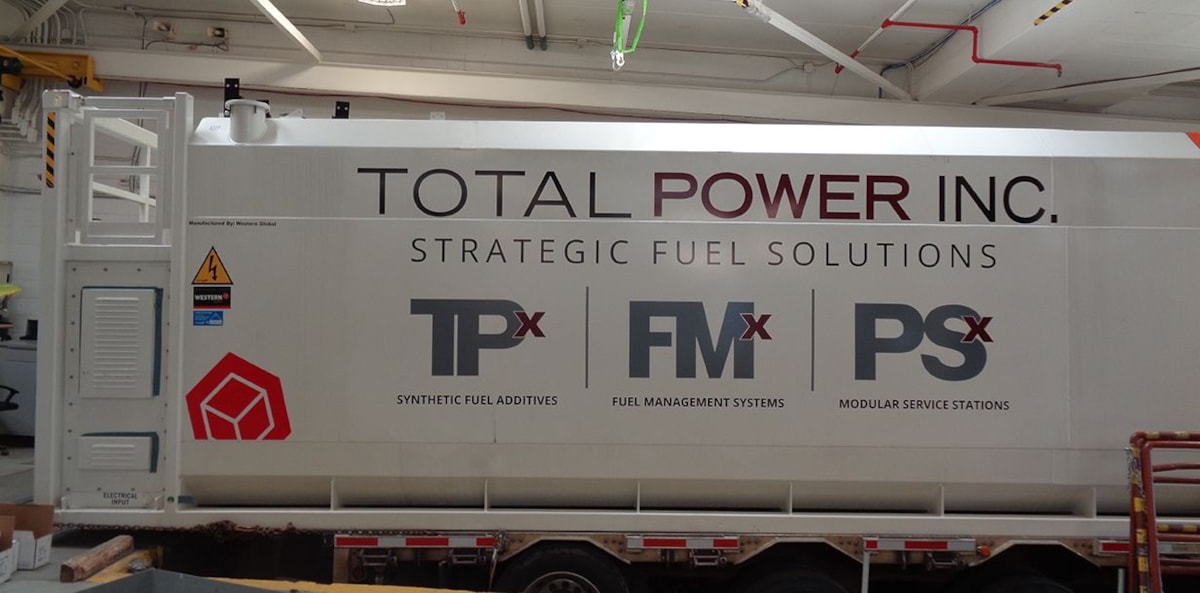 TOTAL POWER INC.
Manufactured By: Western Global
STRATEGIC FUEL SOLUTIONS
WESTERN
TPx
FMx
PSx
SYNTHETIC FUEL ADDITIVES
FUEL MANAGEMENT SYSTEMS
MODULAR SERVICE STATIONS
ELECTRICAL
INPUT